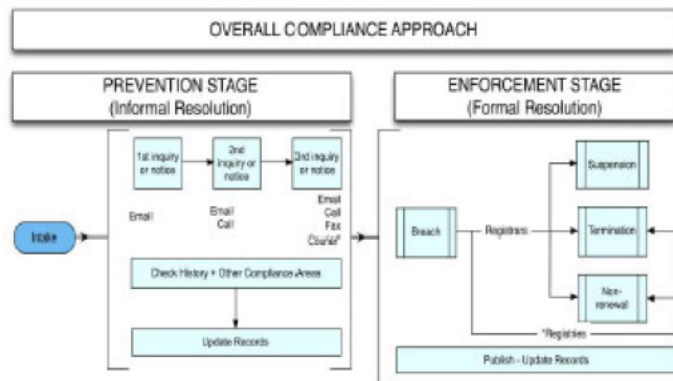 OVERALL COMPLIANCE APPROACH
PREVENTION STAGE
(Informal Resolution)
ENFORCEMENT STAGE
(Formal Resolution)
1st inquiry
or notice
2nd
inquiry or
notice
3rd inquiry
or notice
Email
Email
Call
Email
Call
Fax
Courier*
Intake
Check History + Other Compliance Areas
Update Records
Breach
Registrars
Suspension
Termination
Non-
renewal
*Registries
Publish - Update Records